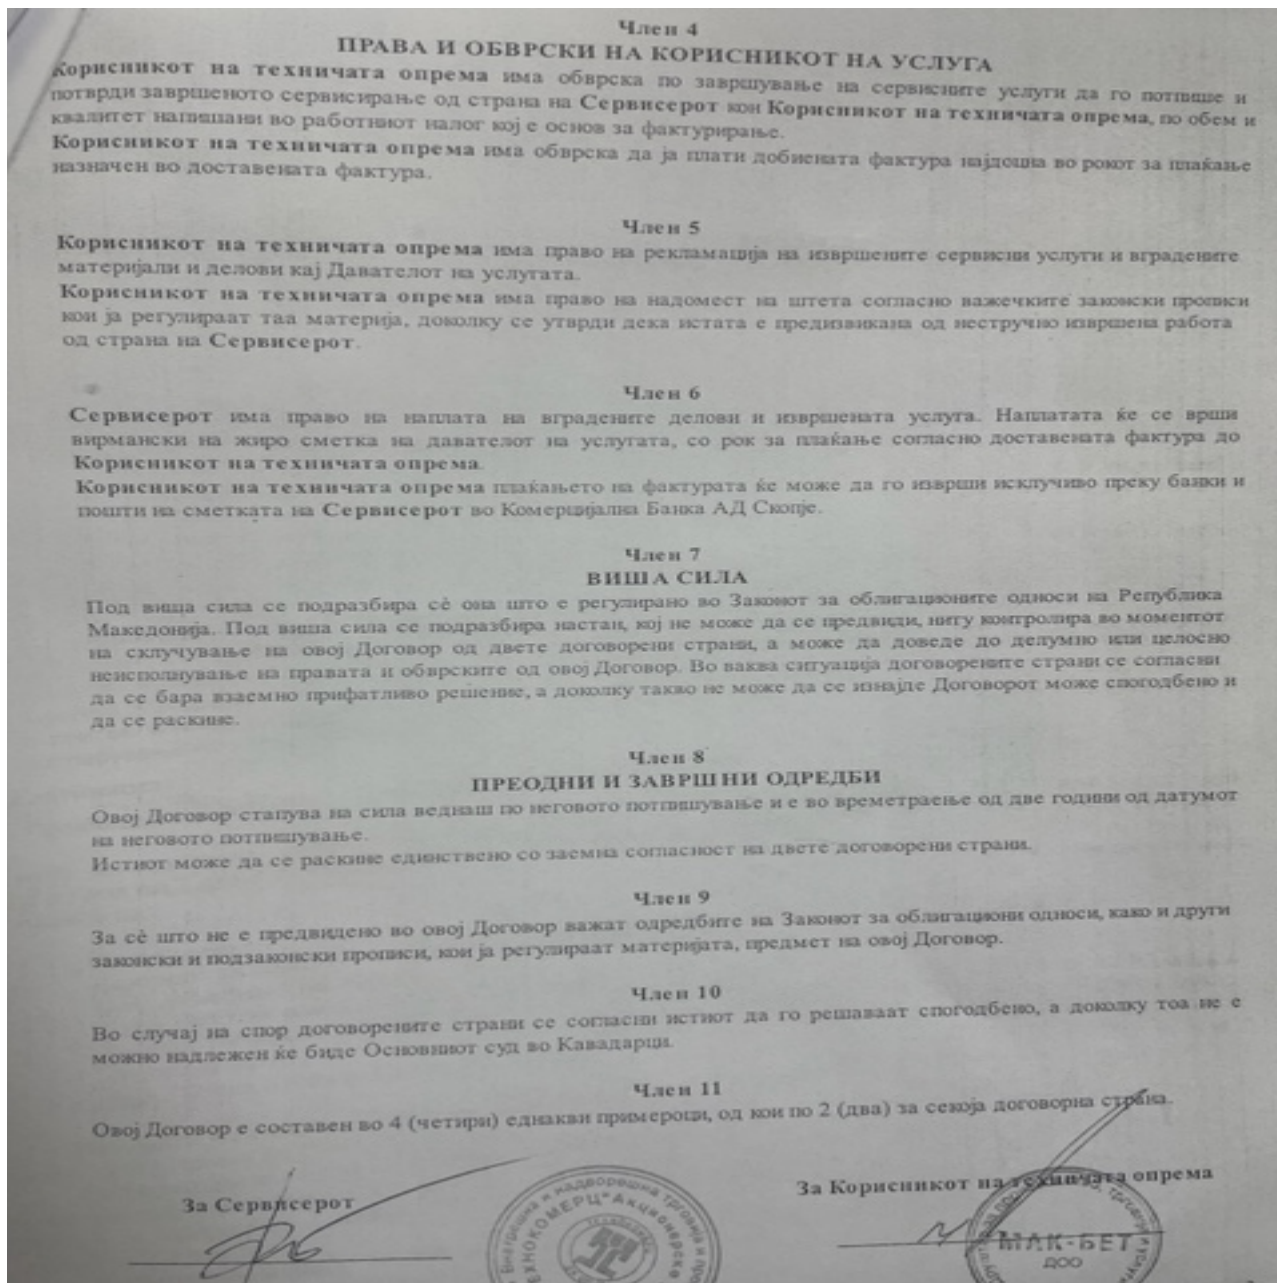 Член 4
ПРАВА И ОБВРСКИ НА КОРИСНИКОТ НА УСЛУГА
Корисникот на техничата опрема има обврска по завршување на сервисните услуги да го потпише и
потврди завршеното сервисирање од страна на Сервисерот кон Корисникот на техничата опрема, по обем и
квалитет напишани во работниот налог кој е основ за фактурирање.
Корисникот на техничата опрема има обврска да ја плати добиената фактура најдоцна во рокот за плаќање
назначен во доставената фактура.
Член 5
Корисникот на техничата опрема има право на рекламација на извршените сервисни услуги и вградените
материјали и делови кај Давателот на услугата.
Корисникот на техничата опрема има право на надомест на штета согласно важечките законски прописи
кои ја регулираат таа материја, доколку се утврди дека истата е предизвикана од нестручно извршена работа
од страна на Сервисерот.
Член 6
Сервисерот има право на наплата на вградените делови и извршената услуга. Наплатата ќе се врши
вирмански на жиро сметка на давателот на услугата, со рок за плаќање согласно доставената фактура до
Корисникот на техничата опрема.
Корисникот на техничата опрема плаќањето на фактурата ќе може да го изврши исклучиво преку банки и
пошти на сметката на Сервисерот во Комерцијална Банка АД Скопје.
Член 7
ВИША СИЛА
Под виша сила се подразбира сѐ она што е регулирано во Законот за облигационите односи на Република
Македонија. Под виша сила се подразбира настан, кој не може да се предвиди, ниту контролира во моментот
на склучување на овој Договор од двете договорени страни, а може да доведе до делумно или целосно
неисполнување на правата и обврските од овој Договор. Во ваква ситуација договорените страни се согласни
да се бара взаемно прифатливо решение, а доколку такво не може да се изнајде Договорот може спогодбено и
да се раскине.
Член 8
ПРЕОДНИ И ЗАВРШНИ ОДРЕДБИ
Овој Договор стапува на сила веднаш по неговото потпишување и е во времетраење од две години од датумот
на неговото потпишување.
Истиот може да се раскине единствено со заемна согласност на двете договорени страни.
Член 9
За сѐ што не е предвидено во овој Договор важат одредбите на Законот за облигациони односи, како и други
законски и подзаконски прописи, кои ја регулираат материјата, предмет на овој Договор.
Член 10
Во случај на спор договорените страни се согласни истиот да го решаваат спогодбено, а доколку тоа не е
можно надлежен ќе биде Основниот суд во Кавадарци.
Член 11
Овој Договор е составен во 4 (четири) еднакви примероци, од кои по 2 (два) за секоја договорна страна.
За Сервисерот
За Корисникот на техничата опрема
внатрешна и надворешна трговија и
ТЕХНОКОМЕРЦ" Акционерско
трговија и услуги
МАК-БЕТ
ДОО